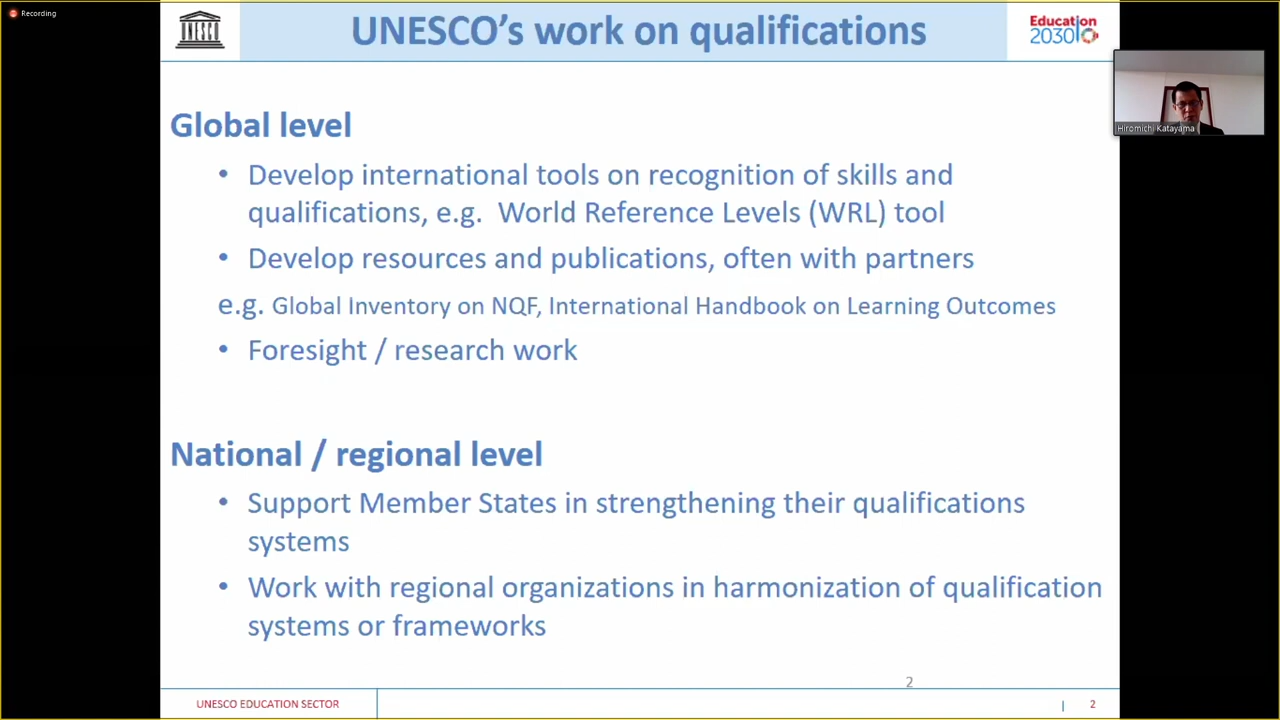 Recording
UNESCO
UNESCO's work on qualifications
Education
2030
Hiromichi Katayama
Global level
• Develop international tools on recognition of skills and
qualifications, e.g. World Reference Levels (WRL) tool
• Develop resources and publications, often with partners
e.g. Global Inventory on NQF, International Handbook on Learning Outcomes
• Foresight / research work
National / regional level
• Support Member States in strengthening their qualifications
systems
• Work with regional organizations in harmonization of qualification
systems or frameworks
2
UNESCO EDUCATION SECTOR
| 2